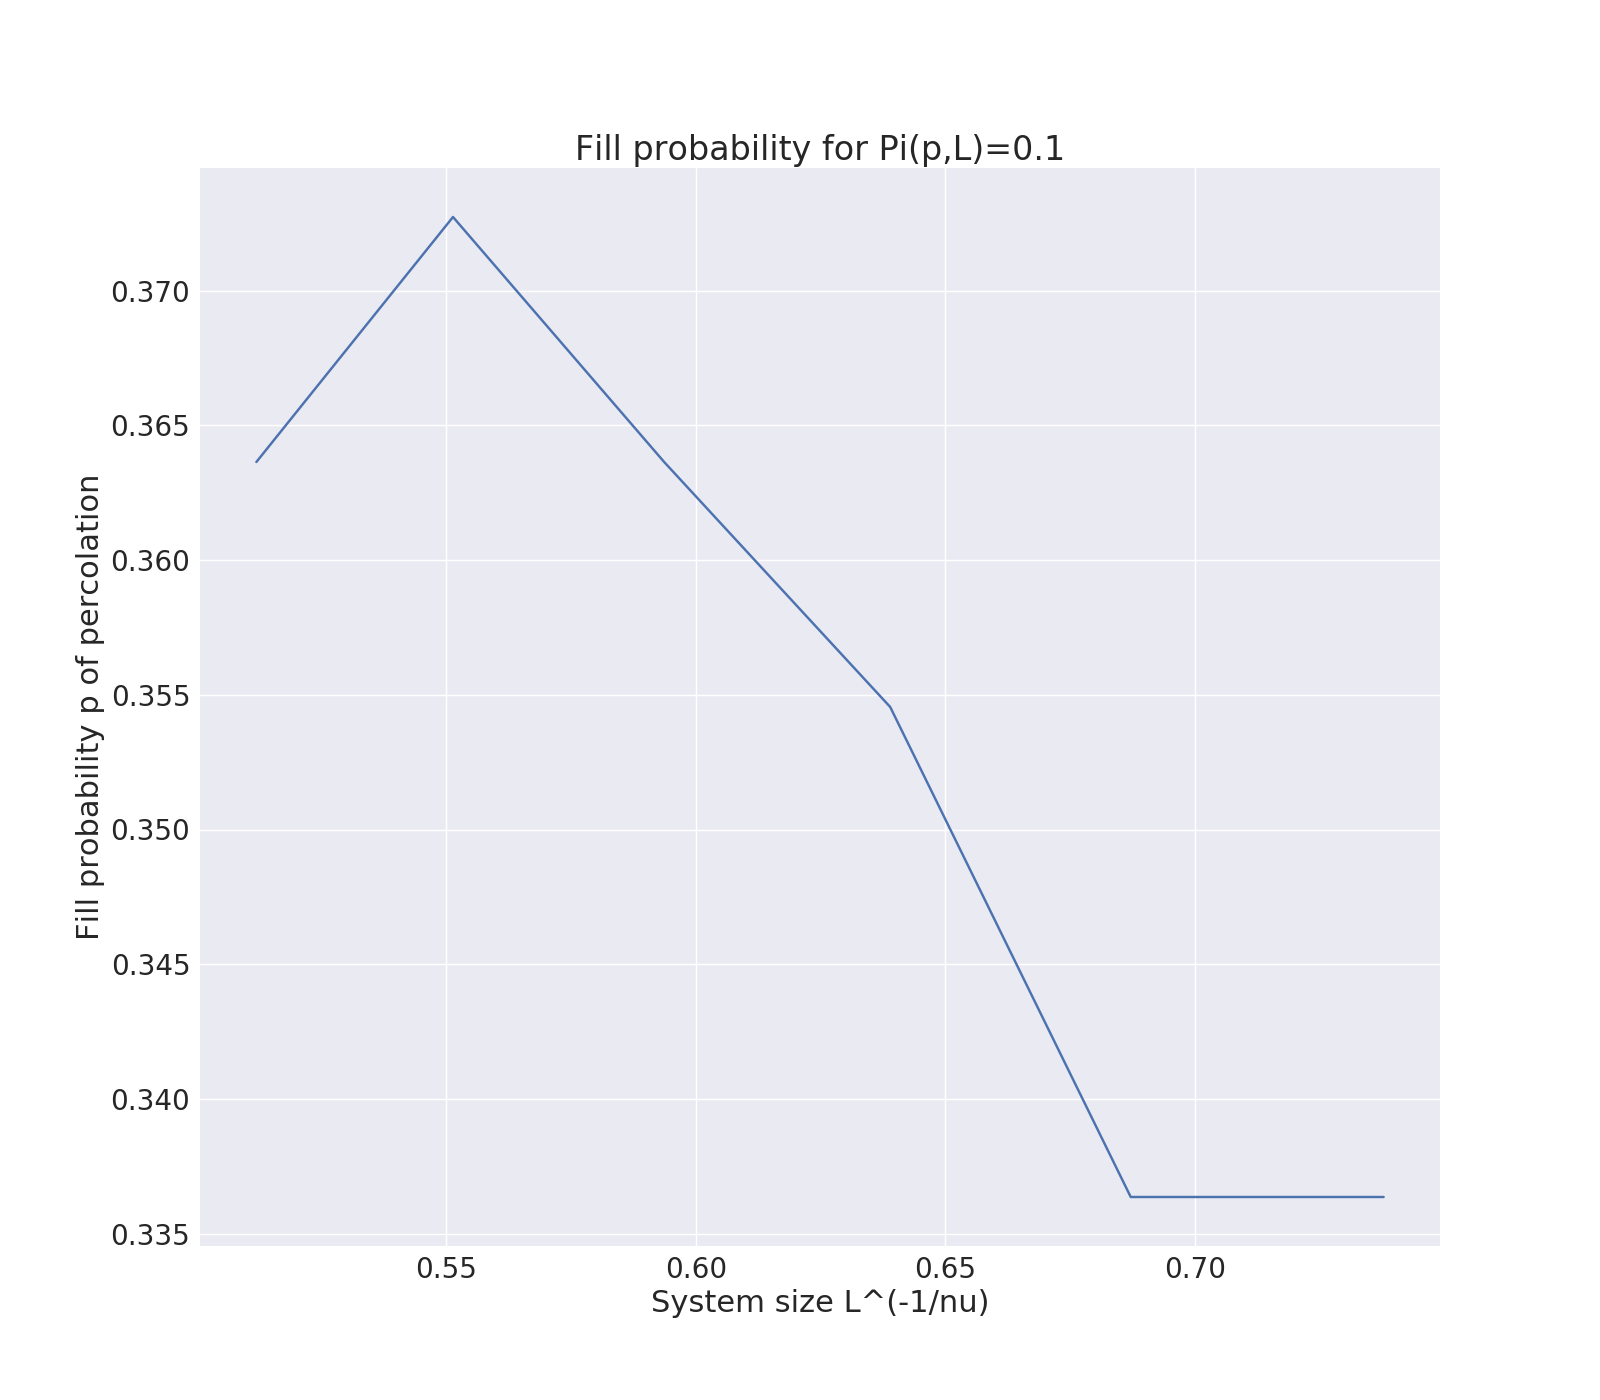 Fill probability for Pi(p,L)=0.1
Fill probability p of percolation
0.370
0.365
0.360
0.355
0.350
0.345
0.340
0.335
0.55 0.60 0.65 0.70
System size L^(-1/nu)